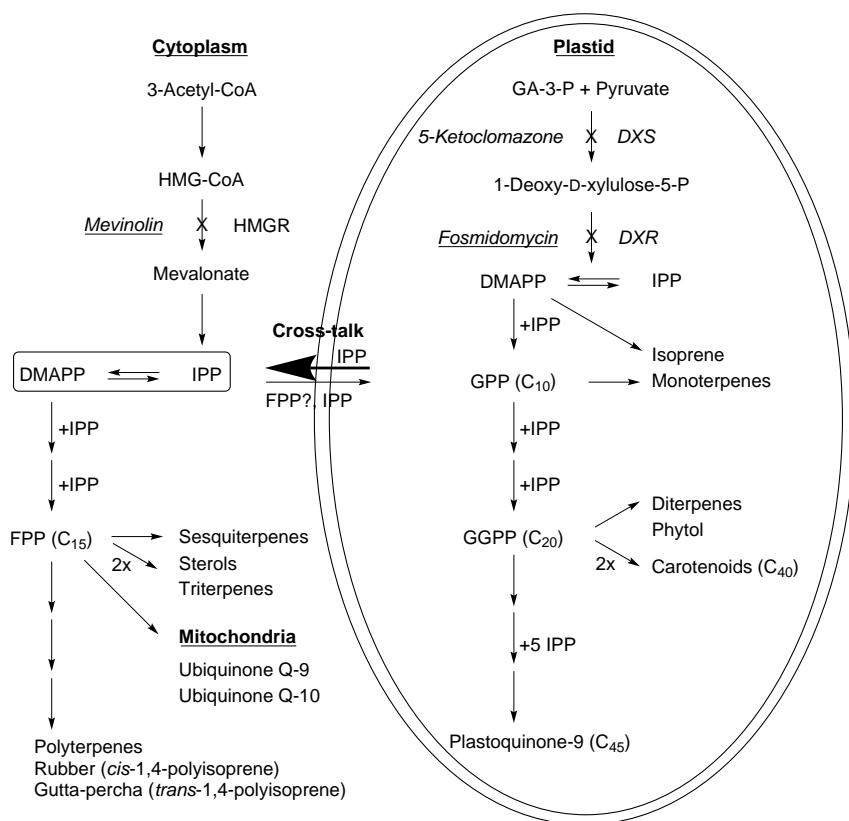 Cytoplasm
3-Acetyl-CoA
HMG-CoA
Mevinolin X HMGR
Mevalonate
DMAPP IPP
+IPP
+IPP
FPP (C15)
Sesquiterpenes
2x Sterols
Triterpenes
Mitochondria
Ubiquinone Q-9
Ubiquinone Q-10
Polyterpenes
Rubber (cis-1,4-polyisoprene)
Gutta-percha (trans-1,4-polyisoprene)
Cross-talk
IPP
FPP?, IPP
Plastid
GA-3-P + Pyruvate
5-Ketoclomazone X DXS
1-Deoxy-D-xylulose-5-P
Fosmidomycin X DXR
DMAPP IPP
+IPP
Isoprene
GPP (C10) Monoterpenes
+IPP
+IPP
Diterpenes
Phytol
GGPP (C20)
2x Carotenoids (C40)
+5 IPP
Plastoquinone-9 (C45)